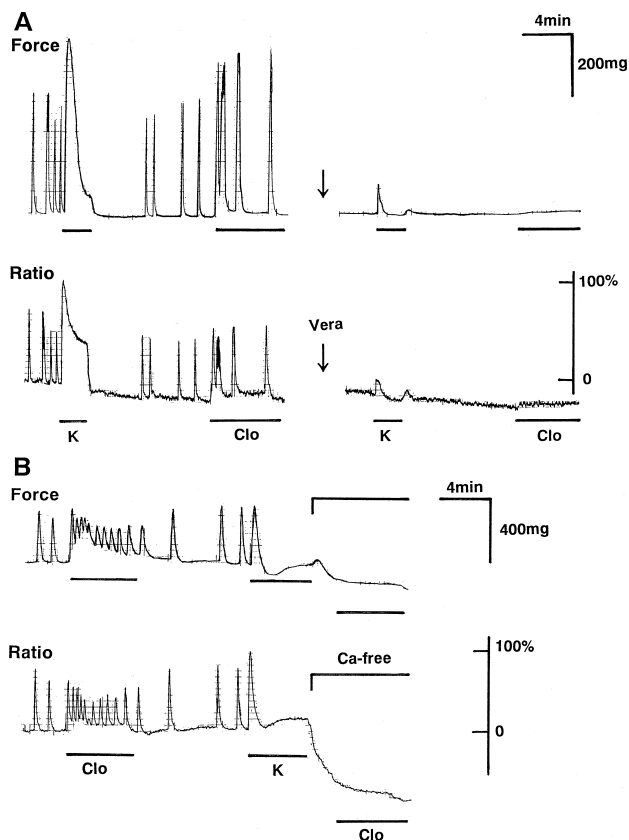 A
Force
4min
200mg
Ratio
100%
Vera
0
K
Clo
K
Clo
B
Force
4min
400mg
Ratio
Ca-free
100%
0
Clo
K
Clo